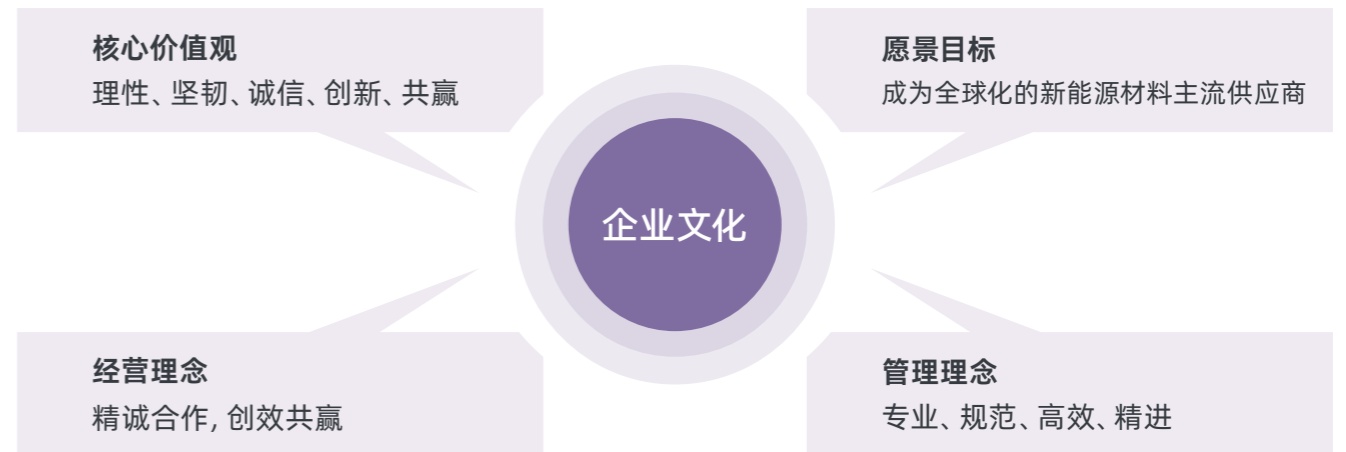 核心价值观
理性、坚韧、诚信、创新、共赢
愿景目标
成为全球化的新能源材料主流供应商
企业文化
经营理念
精诚合作, 创效共赢
管理理念
专业、规范、高效、精进